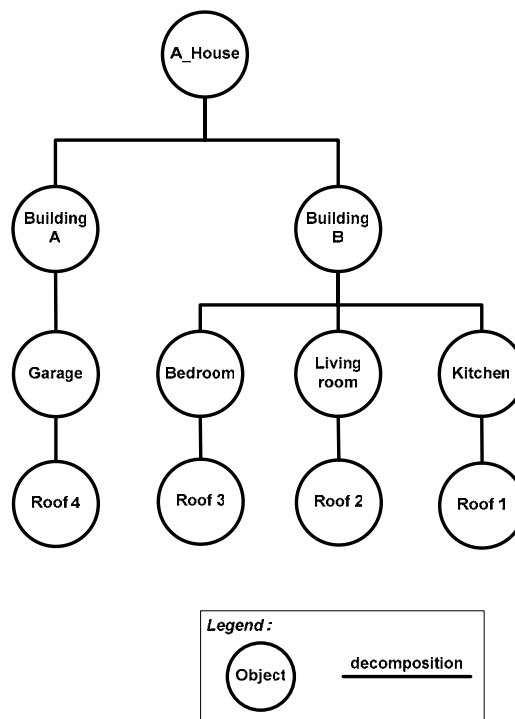 A_House
Building
A
Building
B
Garage
Bedroom
Living
room
Kitchen
Roof 4
Roof 3
Roof 2
Roof 1
Legend :
Object
decomposition